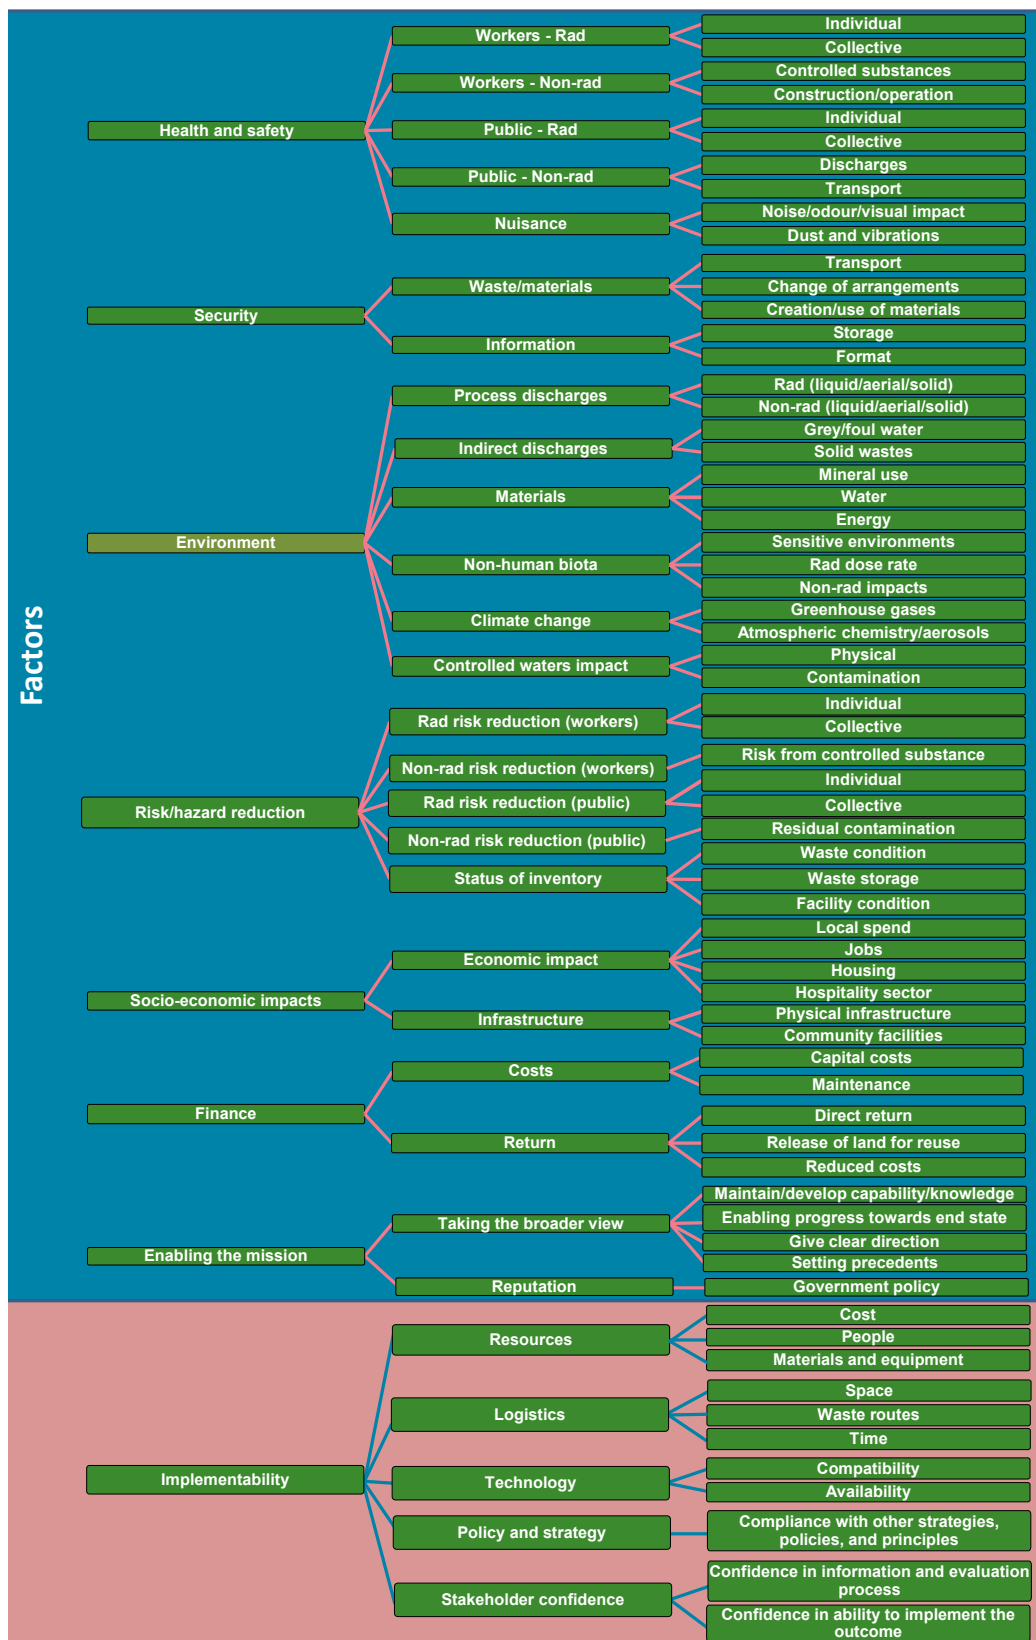 Factors
Health and safety
Workers - Rad
Individual
Collective
Workers - Non-rad
Controlled substances
Construction/operation
Public - Rad
Individual
Collective
Public - Non-rad
Discharges
Transport
Nuisance
Noise/odour/visual impact
Dust and vibrations
Security
Waste/materials
Transport
Change of arrangements
Creation/use of materials
Information
Storage
Format
Environment
Process discharges
Rad (liquid/aerial/solid)
Non-rad (liquid/aerial/solid)
Indirect discharges
Grey/foul water
Solid wastes
Materials
Mineral use
Water
Energy
Non-human biota
Sensitive environments
Rad dose rate
Non-rad impacts
Climate change
Greenhouse gases
Atmospheric chemistry/aerosols
Controlled waters impact
Physical
Contamination
Risk/hazard reduction
Rad risk reduction (workers)
Individual
Collective
Non-rad risk reduction (workers)
Risk from controlled substance
Rad risk reduction (public)
Individual
Collective
Non-rad risk reduction (public)
Residual contamination
Status of inventory
Waste condition
Waste storage
Facility condition
Socio-economic impacts
Economic impact
Local spend
Jobs
Housing
Hospitality sector
Infrastructure
Physical infrastructure
Community facilities
Finance
Costs
Capital costs
Maintenance
Return
Direct return
Release of land for reuse
Reduced costs
Enabling the mission
Taking the broader view
Maintain/develop capability/knowledge
Enabling progress towards end state
Give clear direction
Setting precedents
Reputation
Government policy
Implementability
Resources
Cost
People
Materials and equipment
Logistics
Space
Waste routes
Time
Technology
Compatibility
Availability
Policy and strategy
Compliance with other strategies,
policies, and principles
Stakeholder confidence
Confidence in information and evaluation
process
Confidence in ability to implement the
outcome